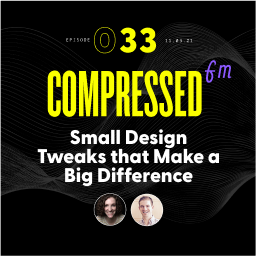 EPISODE 033 11.03.21
COMPRESSED fm
Small Design
Tweaks that Make a
Big Difference